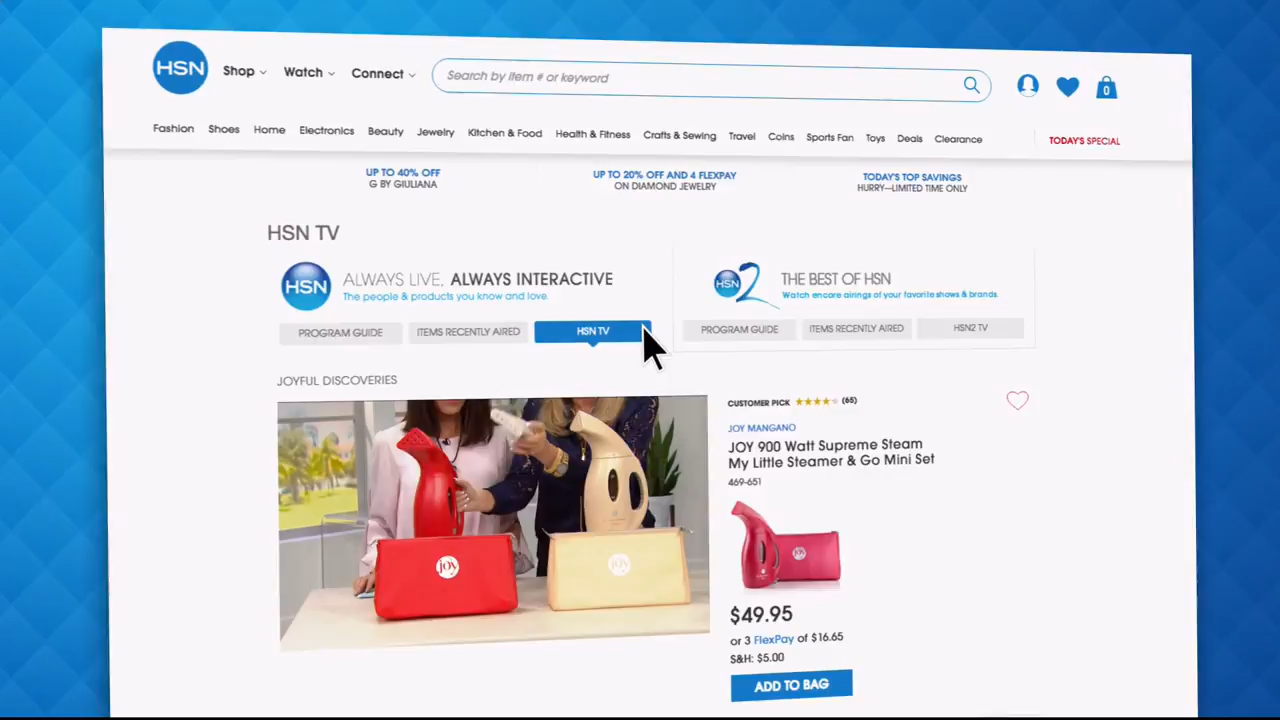 HSN
Shop
Watch
Connect
Search by item # or keyword
0
Fashion
Shoes
Home
Electronics
Beauty
Jewelry
Kitchen & Food
Health & Fitness
Crafts & Sewing
Travel
Coins
Sports Fan
Toys
Deals
Clearance
TODAY'S SPECIAL
UP TO 40% OFF
G BY GIULIANA
UP TO 20% OFF AND 4 FLEXPAY
ON DIAMOND JEWELRY
TODAY'S TOP SAVINGS
HURRY—LIMITED TIME ONLY
HSN TV
HSN
ALWAYS LIVE, ALWAYS INTERACTIVE
The people & products you know and love.
PROGRAM GUIDE
ITEMS RECENTLY AIRED
HSN TV
HSN2
THE BEST OF HSN
Watch encore airings of your favorite shows & brands.
PROGRAM GUIDE
ITEMS RECENTLY AIRED
HSN2 TV
JOYFUL DISCOVERIES
joy
joy
CUSTOMER PICK
(65)
JOY MANGANO
JOY 900 Watt Supreme Steam
My Little Steamer & Go Mini Set
469-651
joy
$49.95
or 3 FlexPay of $16.65
S&H: $5.00
ADD TO BAG